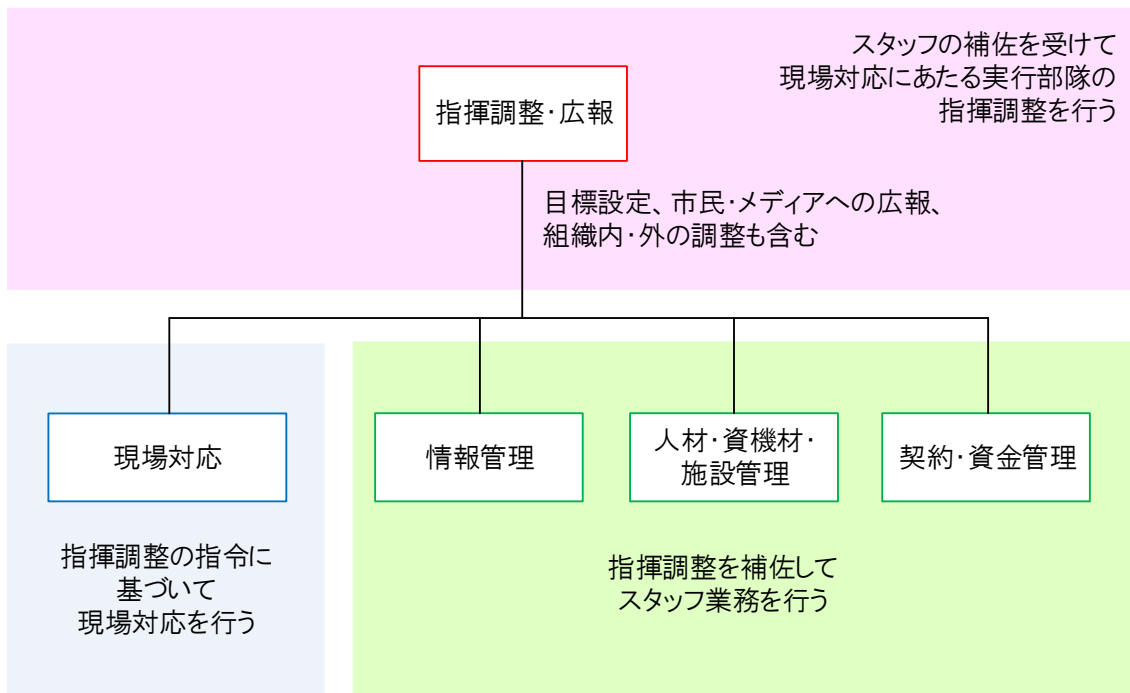 スタッフの補佐を受けて
現場対応にあたる実行部隊の
指揮調整を行う
指揮調整・広報
目標設定、市民・メディアへの広報、
組織内・外の調整も含む
現場対応
情報管理
人材・資機材・
施設管理
契約・資金管理
指揮調整の指令に
基づいて
現場対応を行う
指揮調整を補佐して
スタッフ業務を行う